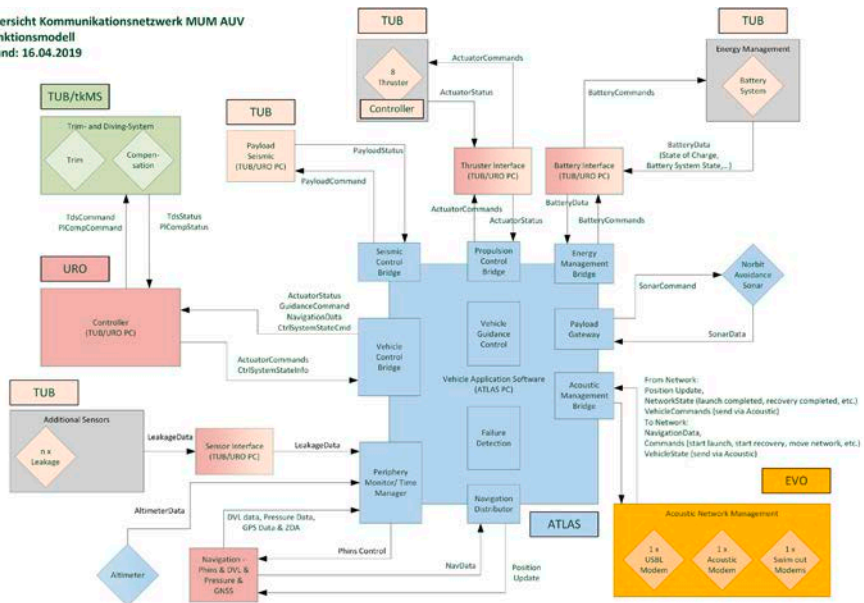 ersicht Kommunikationsnetzwerk MUM AUV
nktionsmodell
nd: 16.04.2019
TUB
8
Thruster
Controller
ActuatorCommands
ActuatorStatus
TUB
Energy Management
Battery
System
BatteryCommands
BatteryData
(State of Charge,
Battery System State,...)
TUB/tkMS
Trim- and Diving-System
Trim
Compen-
sation
TUB
Payload
Seismic
(TUB/URO PC)
PayloadStatus
PayloadCommand
Thruster Interface
(TUB/URO PC)
Battery Interface
(TUB/URO PC)
ActuatorCommands
ActuatorStatus
BatteryData
BatteryCommands
TdsCommand
PlCompCommand
TdsStatus
PlCompStatus
Seismic
Control
Bridge
Propulsion
Control
Bridge
Energy
Management
Bridge
Norbit
Avoidance
Sonar
SonarCommand
SonarData
URO
Controller
(TUB/URO PC)
ActuatorStatus
GuidanceCommand
NavigationData
CtrlSystemStateCmd
ActuatorCommands
CtrlSystemStateInfo
Vehicle
Control
Bridge
Vehicle
Guidance
Control
Payload
Gateway
Vehicle Application Software
(ATLAS PC)
Acoustic
Management
Bridge
From Network:
Position Update,
NetworkState (launch completed, recovery completed, etc.)
VehicleCommands (send via Acoustic)
To Network:
NavigationData,
Commands (start launch, start recovery, move network, etc.)
VehicleState (send via Acoustic)
TUB
Additional Sensors
n x
Leakage
LeakageData
Sensor Interface
(TUB/URO PC)
LeakageData
Failure
Detection
Periphery
Monitor/ Time
Manager
Navigation
Distributor
ATLAS
EVO
Acoustic Network Management
1 x
USBL
Modem
1 x
Acoustic
Modem
1 x
Swim out
Modems
AltimeterData
Altimeter
DVL data, Pressure Data,
GPS Data & ZDA
Phins Control
Navigation -
Phins & DVL &
Pressure &
GNSS
NavData
Position
Update